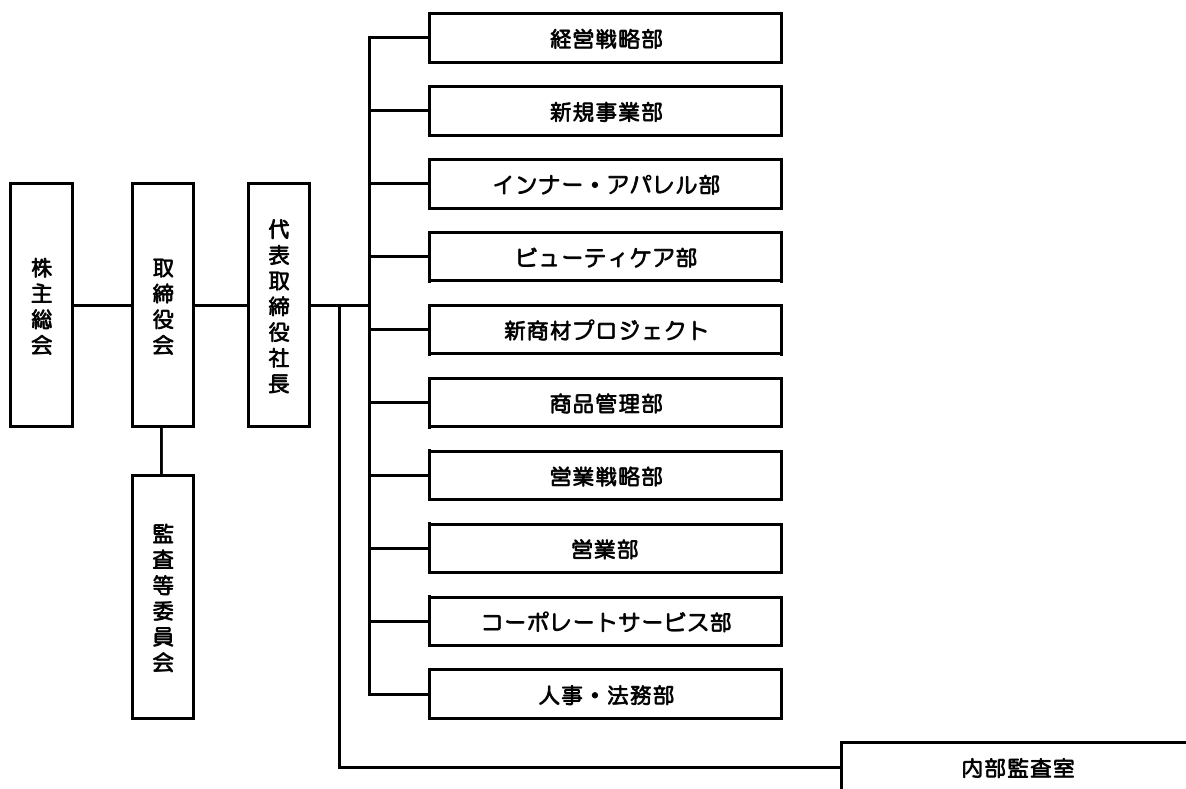 株主総会
取締役会
代表取締役社長
監査等委員会
経営戦略部
新規事業部
インナー・アパレル部
ビューティケア部
新商材プロジェクト
商品管理部
営業戦略部
営業部
コーポレートサービス部
人事・法務部
内部監査室